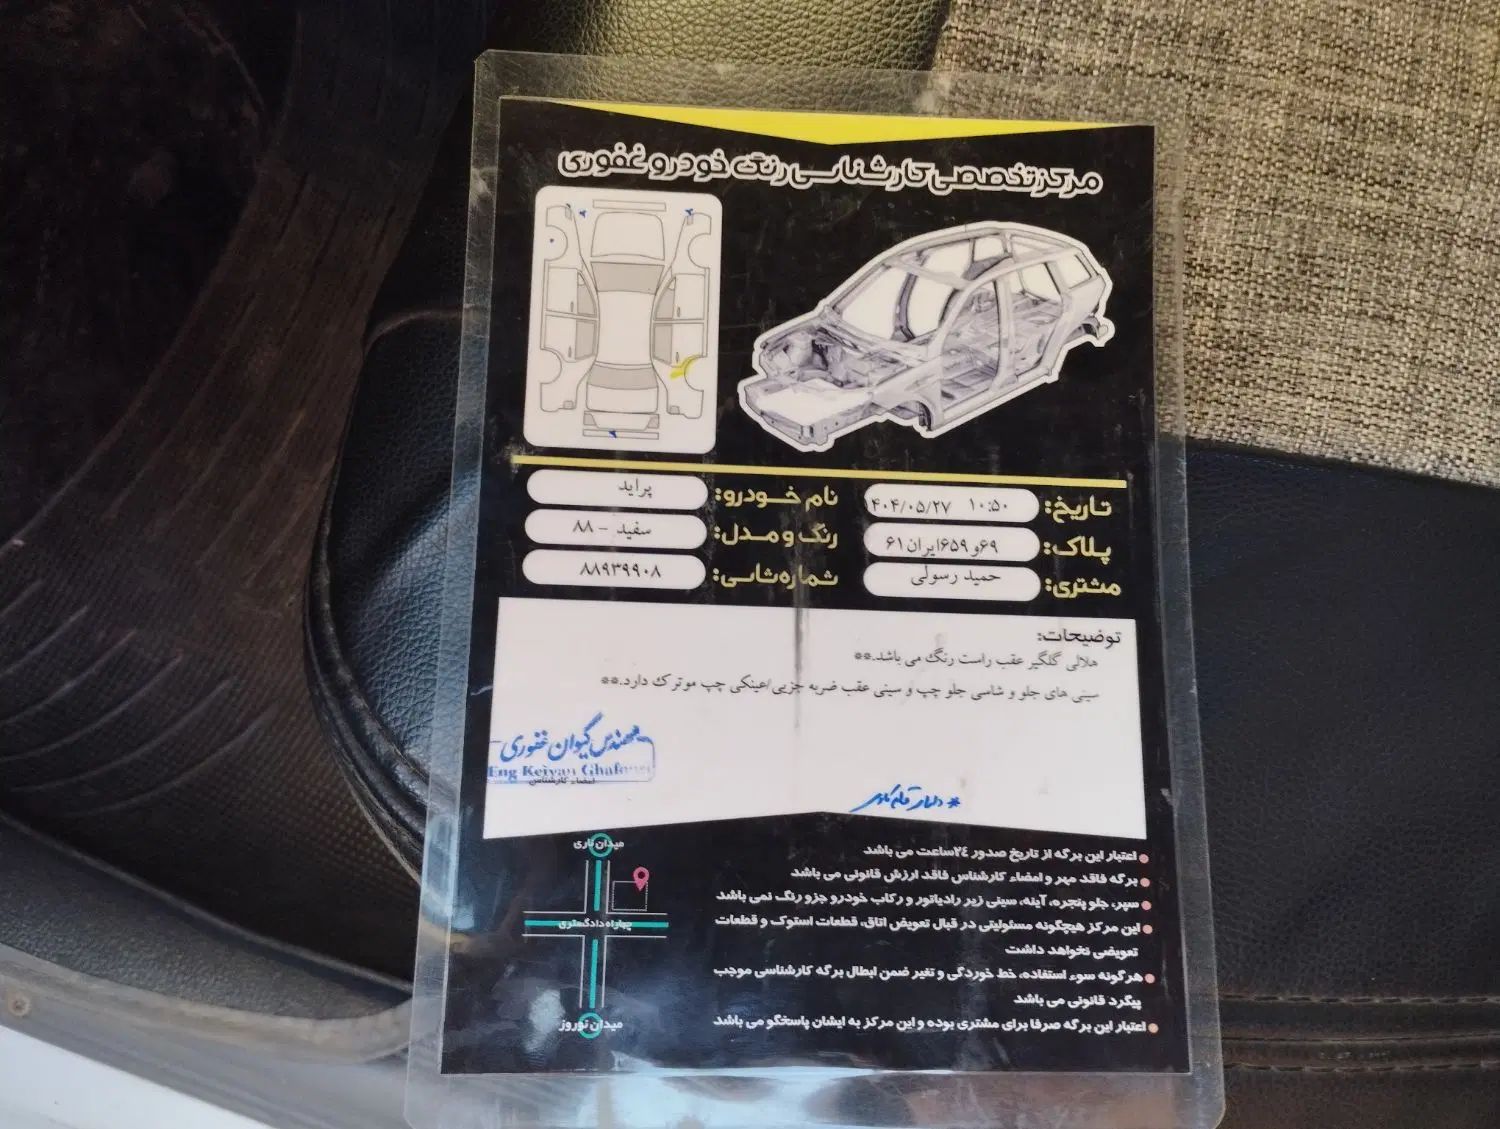 مرکز تخصصی کارشناسی رنگ خودرو غفوری
تاریخ: ۱۰:۵۰ ۴۰۴/۰۵/۲۷
نام خودرو: پراید
پلاک: ۶۹و۶۵۹ایران۶۱
رنگ و مدل: سفید - ۸۸
مشتری: حمید رسولی
شماره شاسی: ۸۸۹۳۹۹۰۸
توضیحات:
هلالی گلگیر عقب راست رنگ می باشد.**
سینی های جلو و شاسی جلو چپ و سینی عقب ضربه جزیی/عینکی چپ موترک دارد.**
مهندس کیوان غفوری
Eng Keivan Ghafouri
امضاء کارشناس
اعتبار این برگه از تاریخ صدور ۲٤ساعت می باشد
برگه فاقد مهر و امضاء کارشناس فاقد ارزش قانونی می باشد
سپر، جلو پنجره، آینه، سینی زیر رادیاتور و رکاب خودرو جزو رنگ نمی باشد
این مرکز هیچگونه مسئولیتی در قبال تعویض اتاق، قطعات استوک و قطعات
تعویضی نخواهد داشت
هرگونه سوء استفاده، خط خوردگی و تغیر ضمن ابطال برگه کارشناسی موجب
پیگرد قانونی می باشد
اعتبار این برگه صرفا برای مشتری بوده و این مرکز به ایشان پاسخگو می باشد
میدان باری
چهاراه دادگستری
میدان نوروز